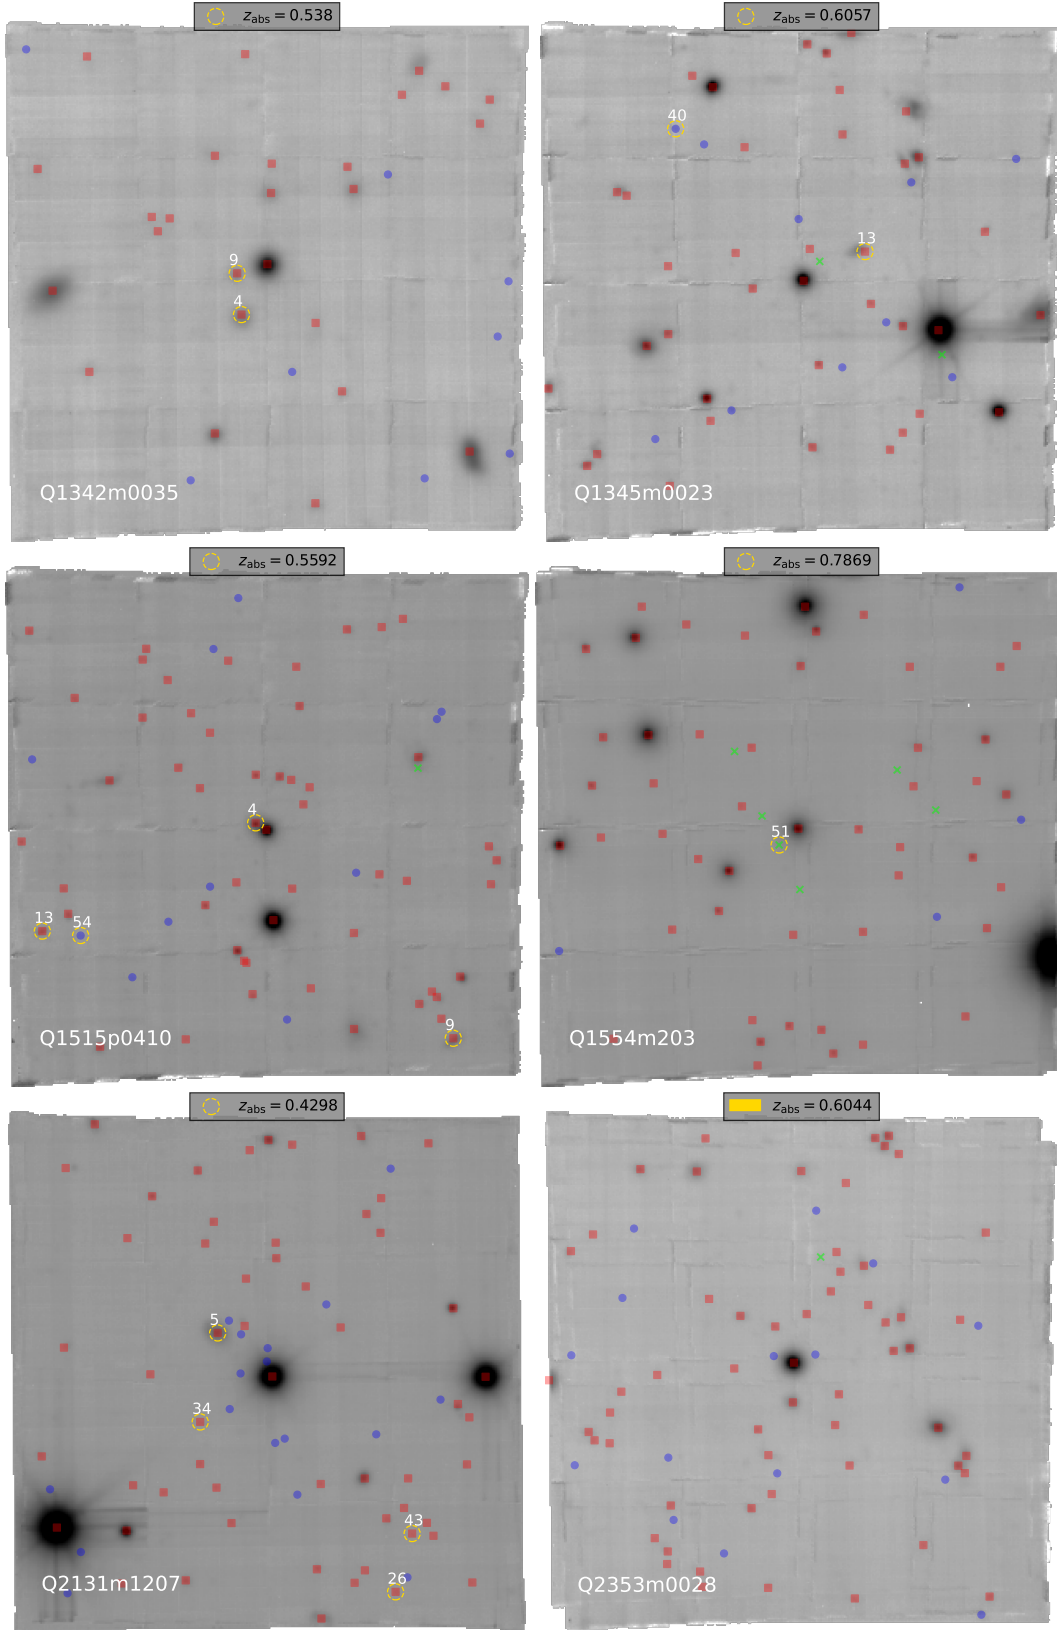 z_abs = 0.538
9
4
Q1342m0035
z_abs = 0.6057
40
13
Q1345m0023
z_abs = 0.5592
4
13
54
9
Q1515p0410
z_abs = 0.7869
51
Q1554m203
z_abs = 0.4298
5
34
43
26
Q2131m1207
z_abs = 0.6044
Q2353m0028